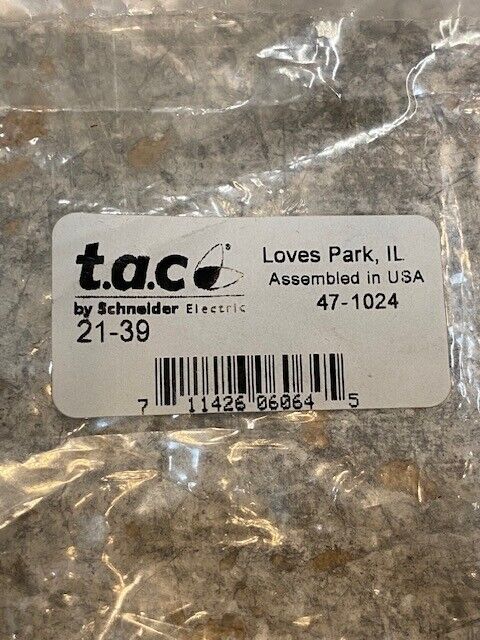 t.a.c®
by Schneider Electric
21-39
Loves Park, IL
Assembled in USA
47-1024
7 11426 06064 5